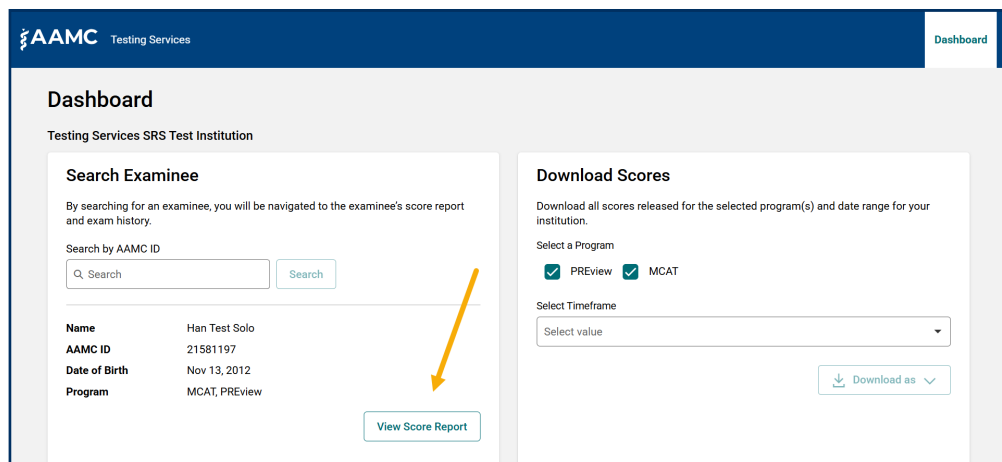 AAMC Testing Services
Dashboard
Dashboard
Testing Services SRS Test Institution
Search Examinee
By searching for an examinee, you will be navigated to the examinee's score report
and exam history.
Search by AAMC ID
Search
Search
Name Han Test Solo
AAMC ID 21581197
Date of Birth Nov 13, 2012
Program MCAT, PREview
View Score Report
Download Scores
Download all scores released for the selected program(s) and date range for your
institution.
Select a Program
PREview MCAT
Select Timeframe
Select value
Download as